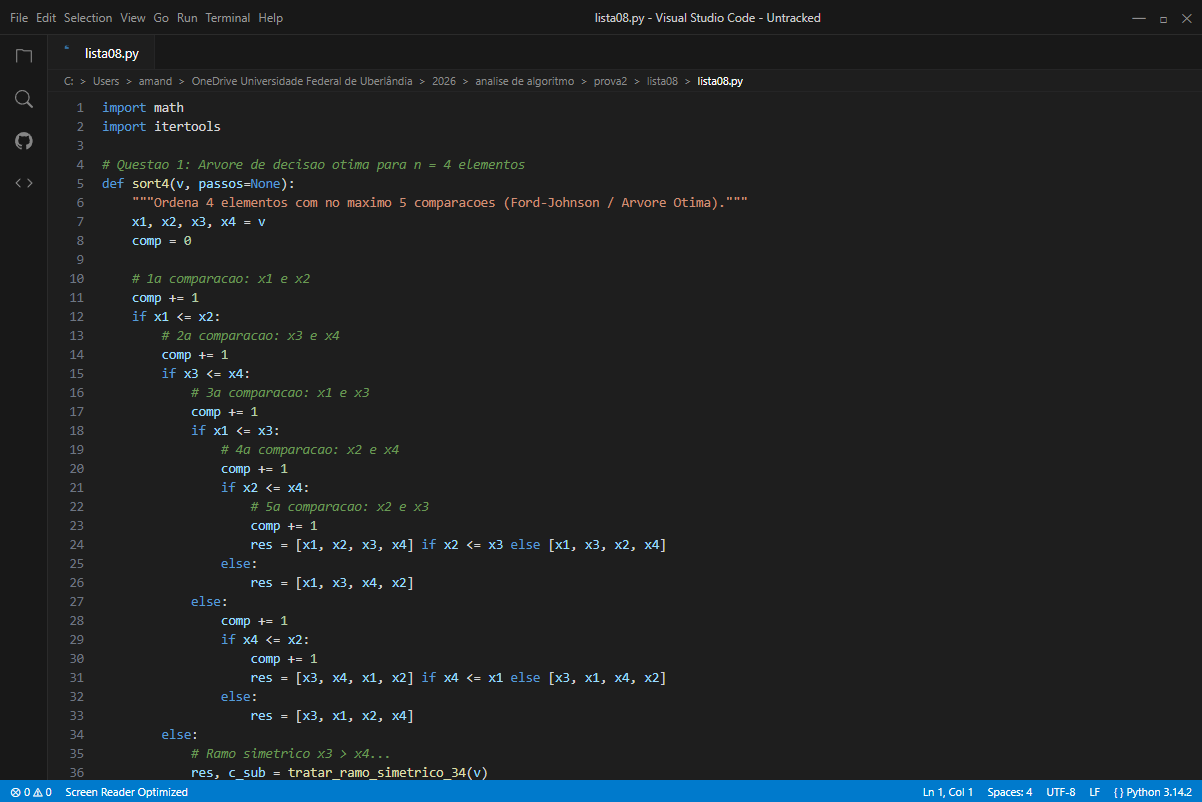 File Edit Selection View Go Run Terminal Help
lista08.py - Visual Studio Code - Untracked
lista08.py
C: > Users > amand > OneDrive Universidade Federal de Uberlândia > 2026 > analise de algoritmo > prova2 > lista08 > lista08.py
1 import math
2 import itertools
3
4 # Questao 1: Arvore de decisao otima para n = 4 elementos
5 def sort4(v, passos=None):
6     """Ordena 4 elementos com no maximo 5 comparacoes (Ford-Johnson / Arvore Otima)."""
7     x1, x2, x3, x4 = v
8     comp = 0
9
10     # 1a comparacao: x1 e x2
11     comp += 1
12     if x1 <= x2:
13         # 2a comparacao: x3 e x4
14         comp += 1
15         if x3 <= x4:
16             # 3a comparacao: x1 e x3
17             comp += 1
18             if x1 <= x3:
19                 # 4a comparacao: x2 e x4
20                 comp += 1
21                 if x2 <= x4:
22                     # 5a comparacao: x2 e x3
23                     comp += 1
24                     res = [x1, x2, x3, x4] if x2 <= x3 else [x1, x3, x2, x4]
25                 else:
26                     res = [x1, x3, x4, x2]
27             else:
28                 comp += 1
29                 if x4 <= x2:
30                     comp += 1
31                     res = [x3, x4, x1, x2] if x4 <= x1 else [x3, x1, x4, x2]
32                 else:
33                     res = [x3, x1, x2, x4]
34         else:
35             # Ramo simetrico x3 > x4...
36             res, c_sub = tratar_ramo_simetrico_34(v)
0 0 Screen Reader Optimized Ln 1, Col 1 Spaces: 4 UTF-8 LF { } Python 3.14.2